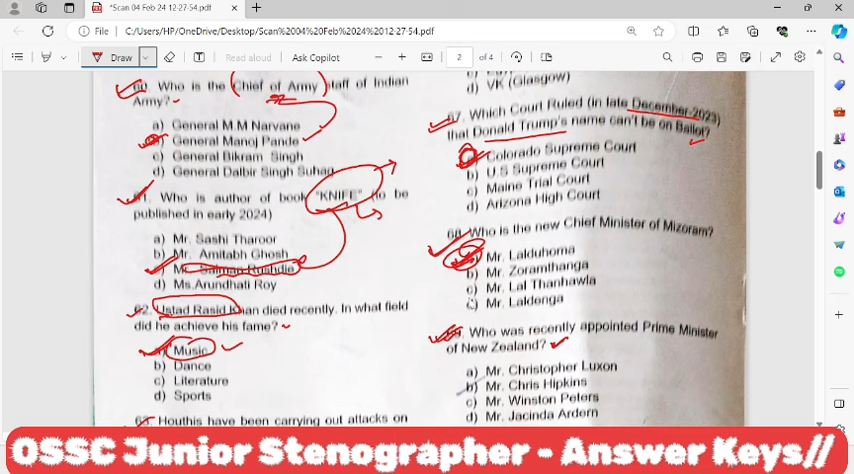 *Scan 04 Feb 24 12-27-54.pdf
File
C:/Users/HP/OneDrive/Desktop/Scan%2004%20Feb%2024%2012-27-54.pdf
Draw
Read aloud
Ask Copilot
2
of 4
60. Who is the Chief of Army staff of Indian
Army?
a) General M.M Narvane
General Manoj Pande
c) General Bikram Singh
d) General Dalbir Singh Suhag
61. Who is author of book "KNIFE" (to be
published in early 2024)
a) Mr. Sashi Tharoor
b) Mr. Amitabh Ghosh
Mr. Salman Rushdie
d) Ms.Arundhati Roy
62. Ustad Rasid Khan died recently. In what field
did he achieve his fame?
Music
b) Dance
c) Literature
d) Sports
63. Houthis have been carrying out attacks on
d) VK (Glasgow)
67. Which Court Ruled (in late December-2023)
that Donald Trump's name can't be on Ballot?
Colorado Supreme Court
b) U.S Supreme Court
c) Maine Trial Court
d) Arizona High Court
68. Who is the new Chief Minister of Mizoram?
Mr. Lalduhoma
b) Mr. Zoramthanga
c) Mr. Lal Thanhawla
Mr. Laldenga
69. Who was recently appointed Prime Minister
of New Zealand?
a) Mr. Christopher Luxon
b) Mr. Chris Hipkins
c) Mr. Winston Peters
d) Mr. Jacinda Ardern
OSSC Junior Stenographer - Answer Keys//